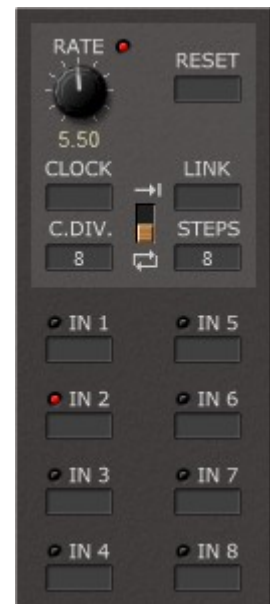 RATE
RESET
5.50
CLOCK LINK
C.DIV. STEPS
8 8
IN 1 IN 5
IN 2 IN 6
IN 3 IN 7
IN 4 IN 8